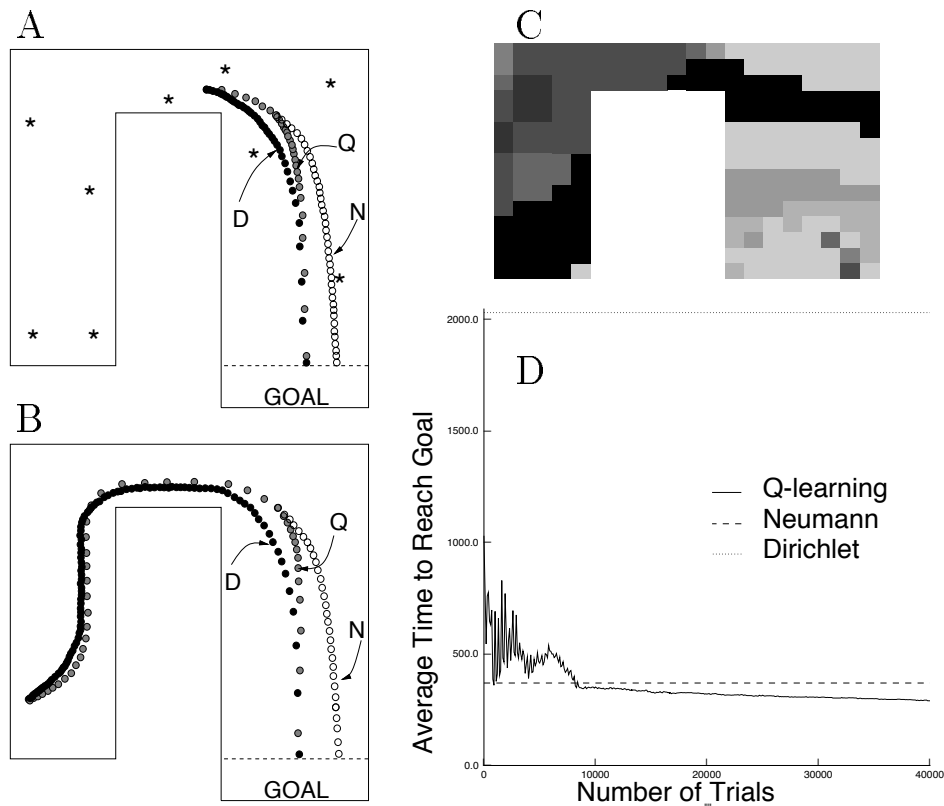 A
*
*
*
*
*
*
*
*
*
Q
D
N
GOAL
B
Q
D
N
GOAL
C
D
2000.0
1500.0
1000.0
500.0
0.0
0
10000
20000
30000
40000
Average Time to Reach Goal
Number of Trials
Q-learning
Neumann
Dirichlet